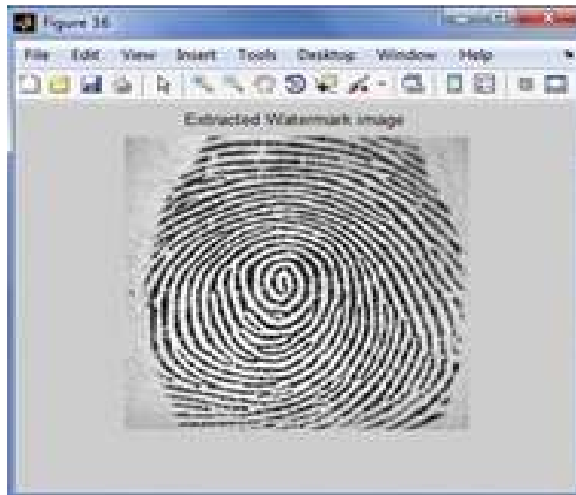 Figure 16
File Edit View Insert Tools Desktop Window Help
Extracted Watermark image